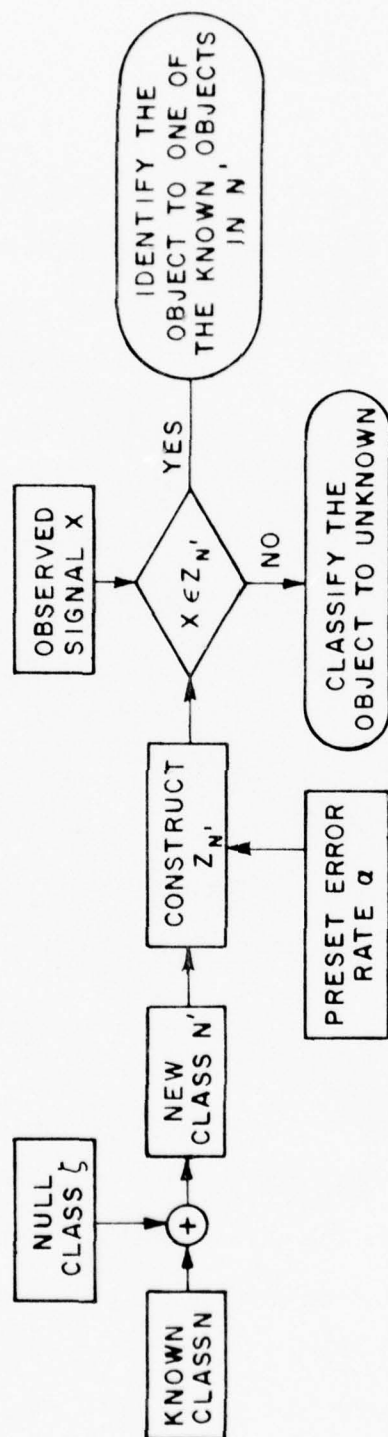 KNOWN
CLASS N
NULL
CLASS ζ
+
NEW
CLASS N'
CONSTRUCT
Z_N'
PRESET ERROR
RATE α
OBSERVED
SIGNAL X
X ϵ Z_N'
YES
NO
IDENTIFY THE
OBJECT TO ONE OF
THE KNOWN OBJECTS
IN N'
CLASSIFY THE
OBJECT TO UNKNOWN